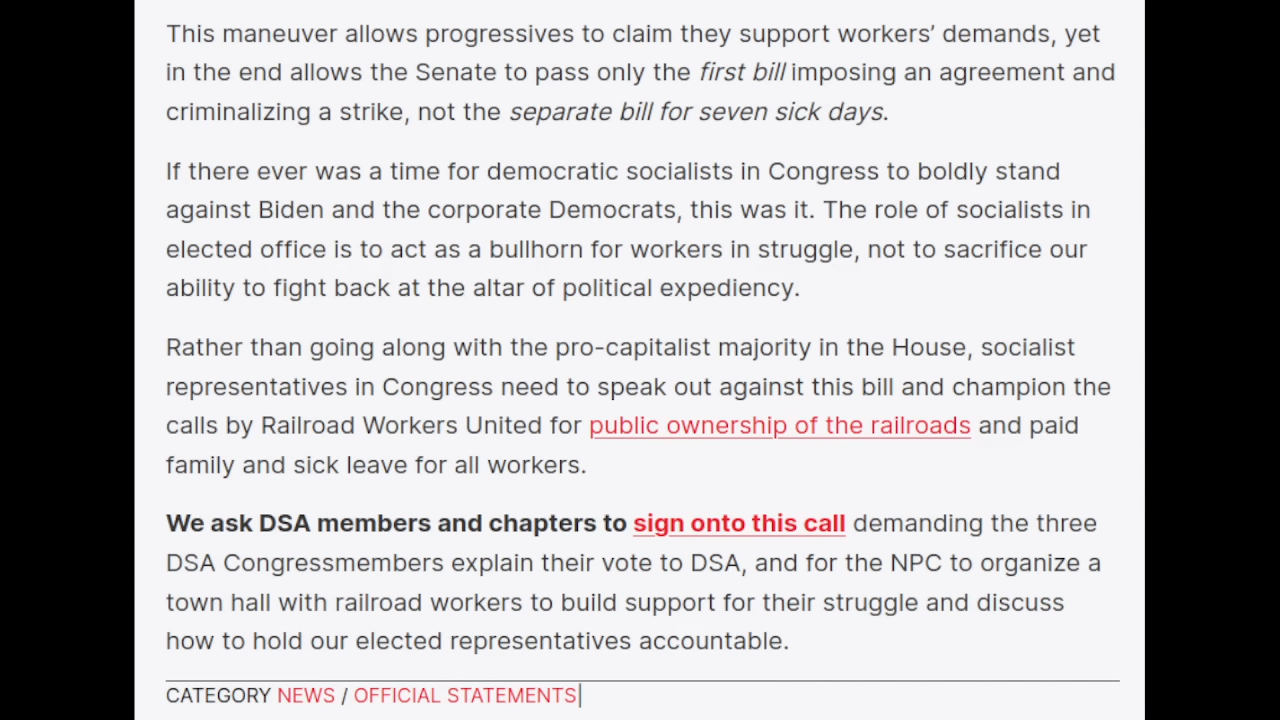 This maneuver allows progressives to claim they support workers’ demands, yet
in the end allows the Senate to pass only the first bill imposing an agreement and
criminalizing a strike, not the separate bill for seven sick days.
If there ever was a time for democratic socialists in Congress to boldly stand
against Biden and the corporate Democrats, this was it. The role of socialists in
elected office is to act as a bullhorn for workers in struggle, not to sacrifice our
ability to fight back at the altar of political expediency.
Rather than going along with the pro-capitalist majority in the House, socialist
representatives in Congress need to speak out against this bill and champion the
calls by Railroad Workers United for public ownership of the railroads and paid
family and sick leave for all workers.
We ask DSA members and chapters to sign onto this call demanding the three
DSA Congressmembers explain their vote to DSA, and for the NPC to organize a
town hall with railroad workers to build support for their struggle and discuss
how to hold our elected representatives accountable.
CATEGORY NEWS / OFFICIAL STATEMENTS